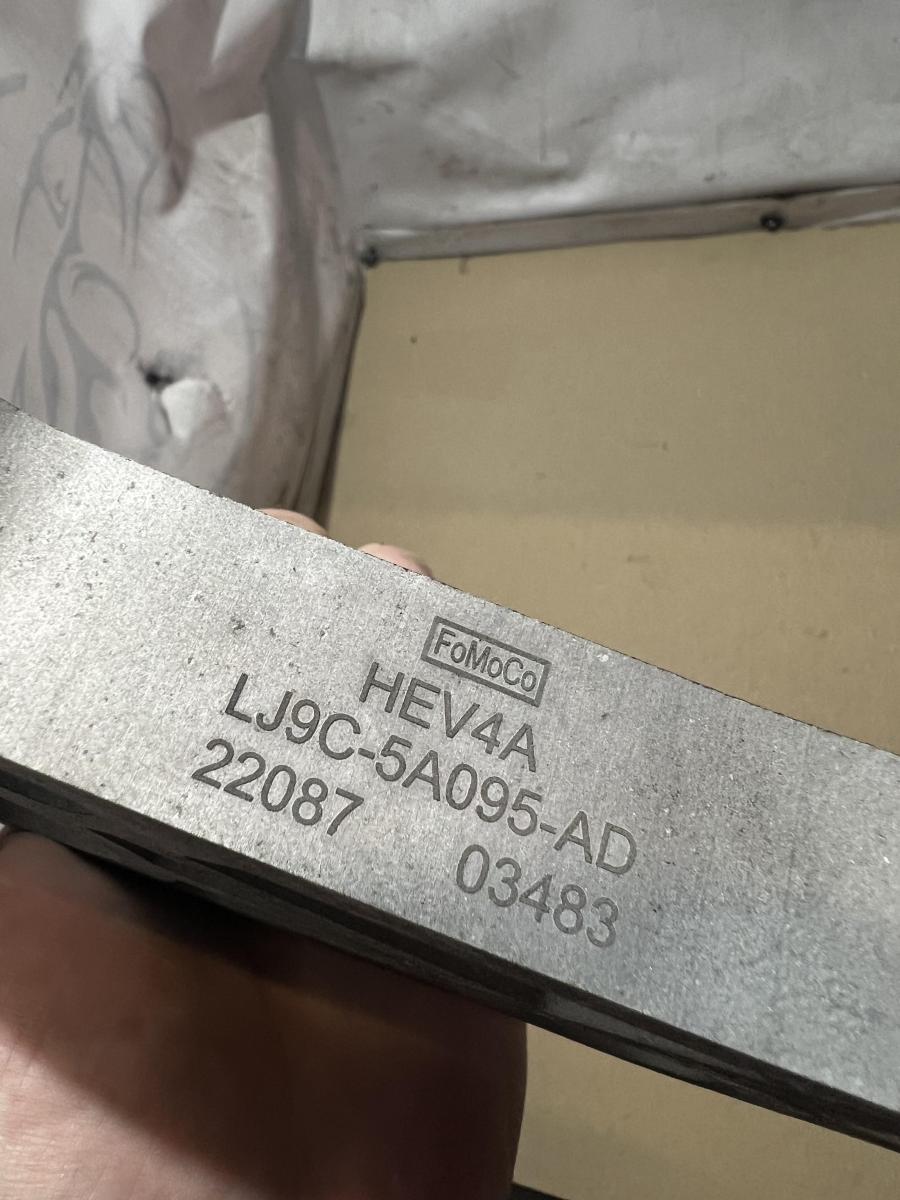 FoMoCo
HEV4A
LJ9C-5A095-AD
22087
03483